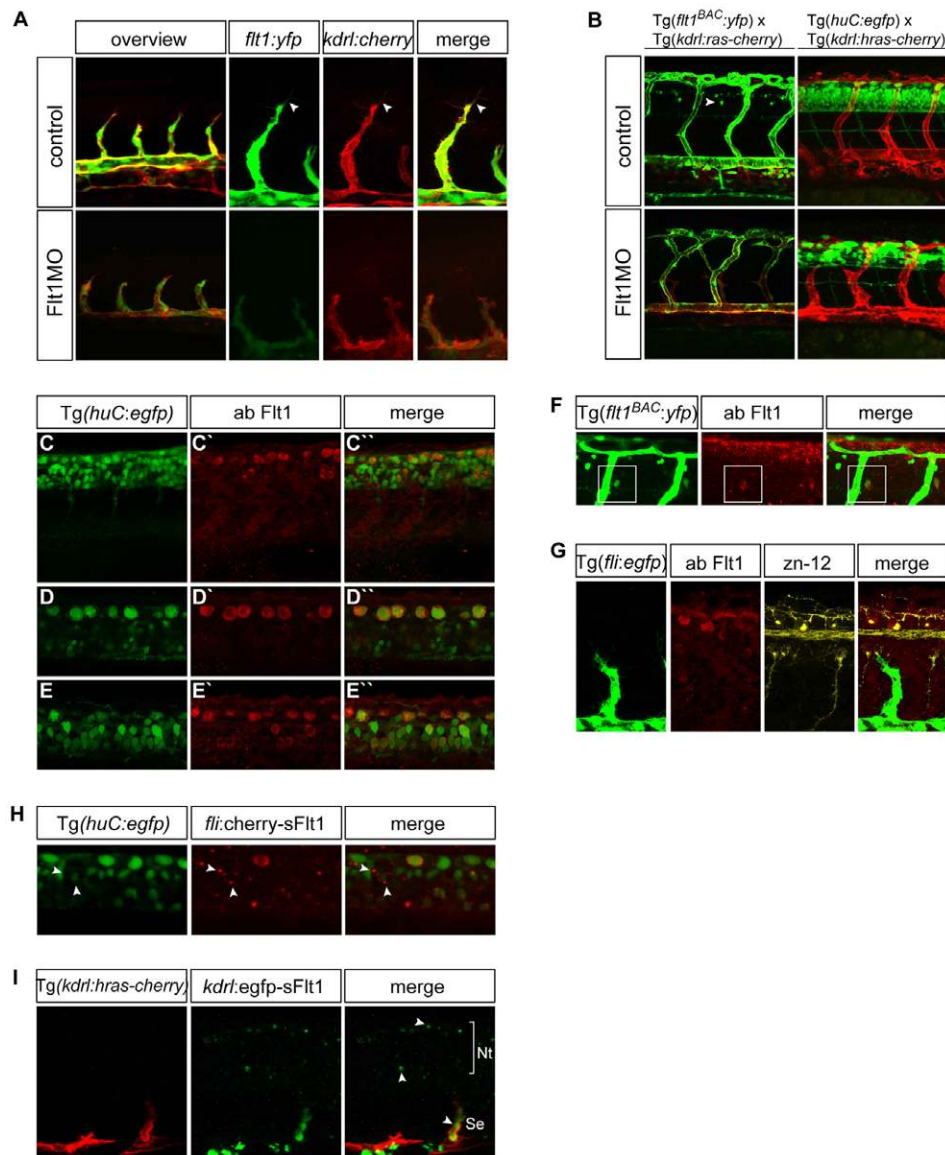 A
overview
flt1:yfp
kdrl:cherry
merge
control
Flt1MO
B
Tg(flt1BAC:yfp) x
Tg(kdrl:ras-cherry)
Tg(huC:egfp) x
Tg(kdrl:hras-cherry)
control
Flt1MO
Tg(huC:egfp)
ab Flt1
merge
C
C`
C``
D
D`
D``
E
E`
E``
F
Tg(flt1BAC:yfp)
ab Flt1
merge
G
Tg(fli:egfp)
ab Flt1
zn-12
merge
H
Tg(huC:egfp)
fli:cherry-sFlt1
merge
I
Tg(kdrl:hras-cherry)
kdrl:egfp-sFlt1
merge
Nt
Se